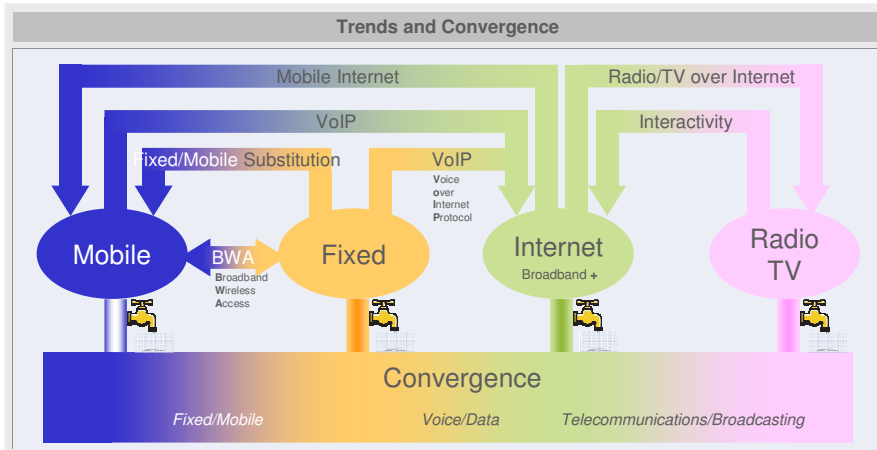 Trends and Convergence
Mobile Internet
Radio/TV over Internet
VoIP
Interactivity
Fixed/Mobile Substitution
VoIP
Voice
over
Internet
Protocol
Mobile
BWA
Broadband
Wireless
Access
Fixed
Internet
Broadband +
Radio
TV
Convergence
Fixed/Mobile
Voice/Data
Telecommunications/Broadcasting